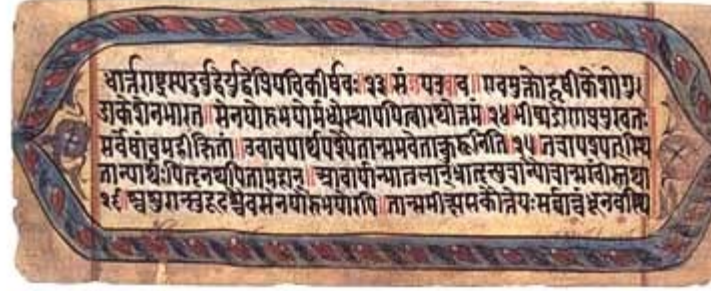 धार्तराष्ट्रस्यदुर्बुद्धेर्युद्धेप्रियचिकीर्षवः २३ संजयउवाच॥ एवमुक्तोहृषीकेशोगु
डाकेशेनभारत॥सेनयोरुभयोर्मध्येस्थापयित्वारथोत्तमं २४ भीष्मद्रोणप्रमुखतः
सर्वेषांचमहीक्षितां॥उवाचपार्थपश्यैतान्समवेतान्कुरूनिति २५ तत्रापश्यत्स्थि
तान्पार्थःपितॄनथपितामहान्॥आचार्यान्मातुलान्भ्रातॄन्पुत्रान्पौत्रान्सखींस्तथा
२६ श्वशुरान्सुहृदश्चैवसेनयोरुभयोरपि॥तान्समीक्ष्यसकौंतेयःसर्वान्बंधूनवस्थि